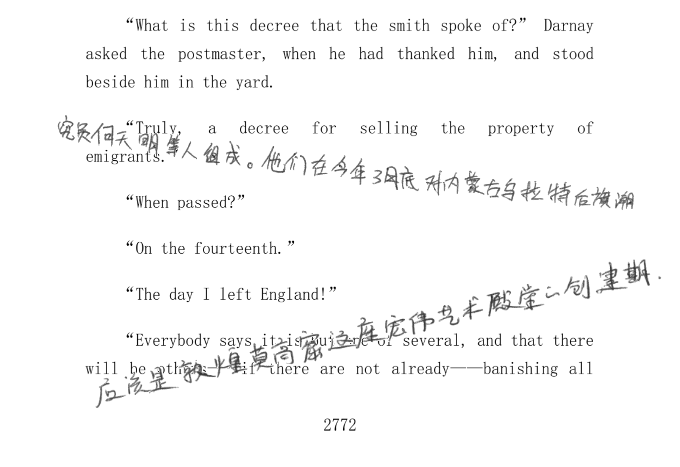 “What is this decree that the smith spoke of?” Darnay
asked the postmaster, when he had thanked him, and stood
beside him in the yard.
“Truly, a decree for selling the property of
究员何天明等人组成。他们在今年3月底对内蒙古乌拉特后旗潮
emigrants.”
“When passed?”
“On the fourteenth.”
“The day I left England!”
“Everybody says it is but one of several, and that there
应该是敦煌莫高窟这座宏伟艺术殿堂的创建期.
will be others——if there are not already——banishing all
2772